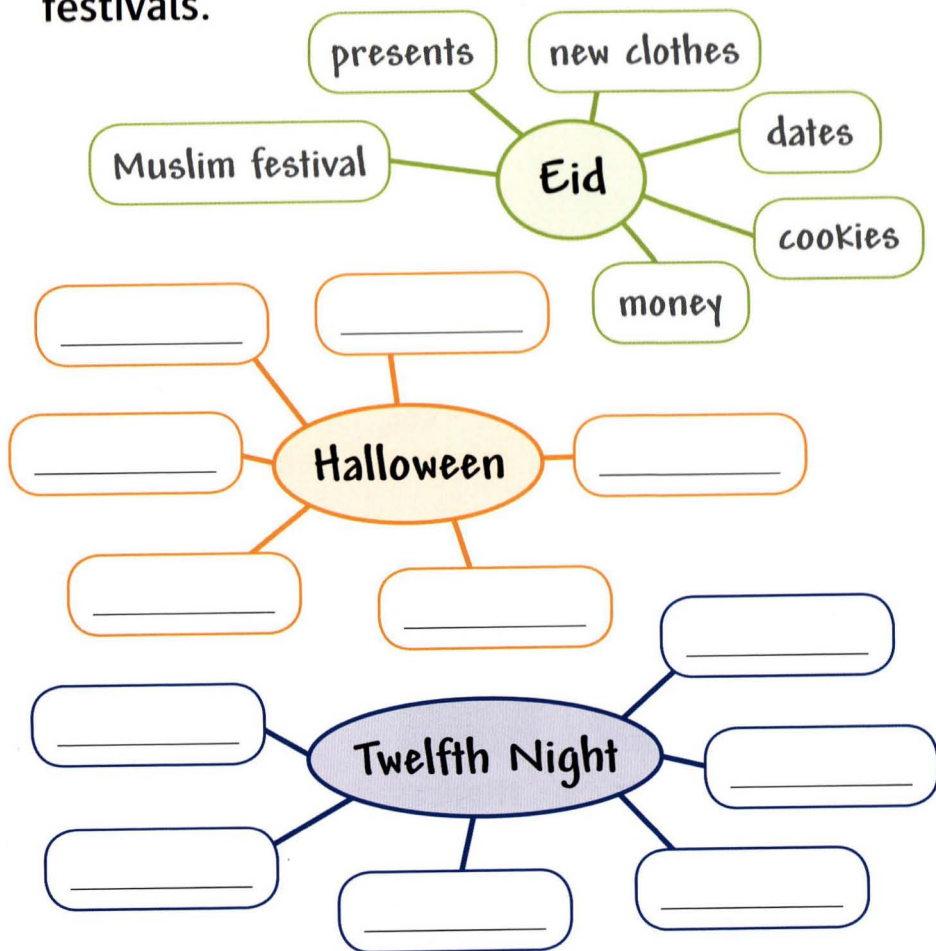 festivals.
presents
new clothes
Muslim festival
Eid
dates
cookies
money
Halloween
Twelfth Night